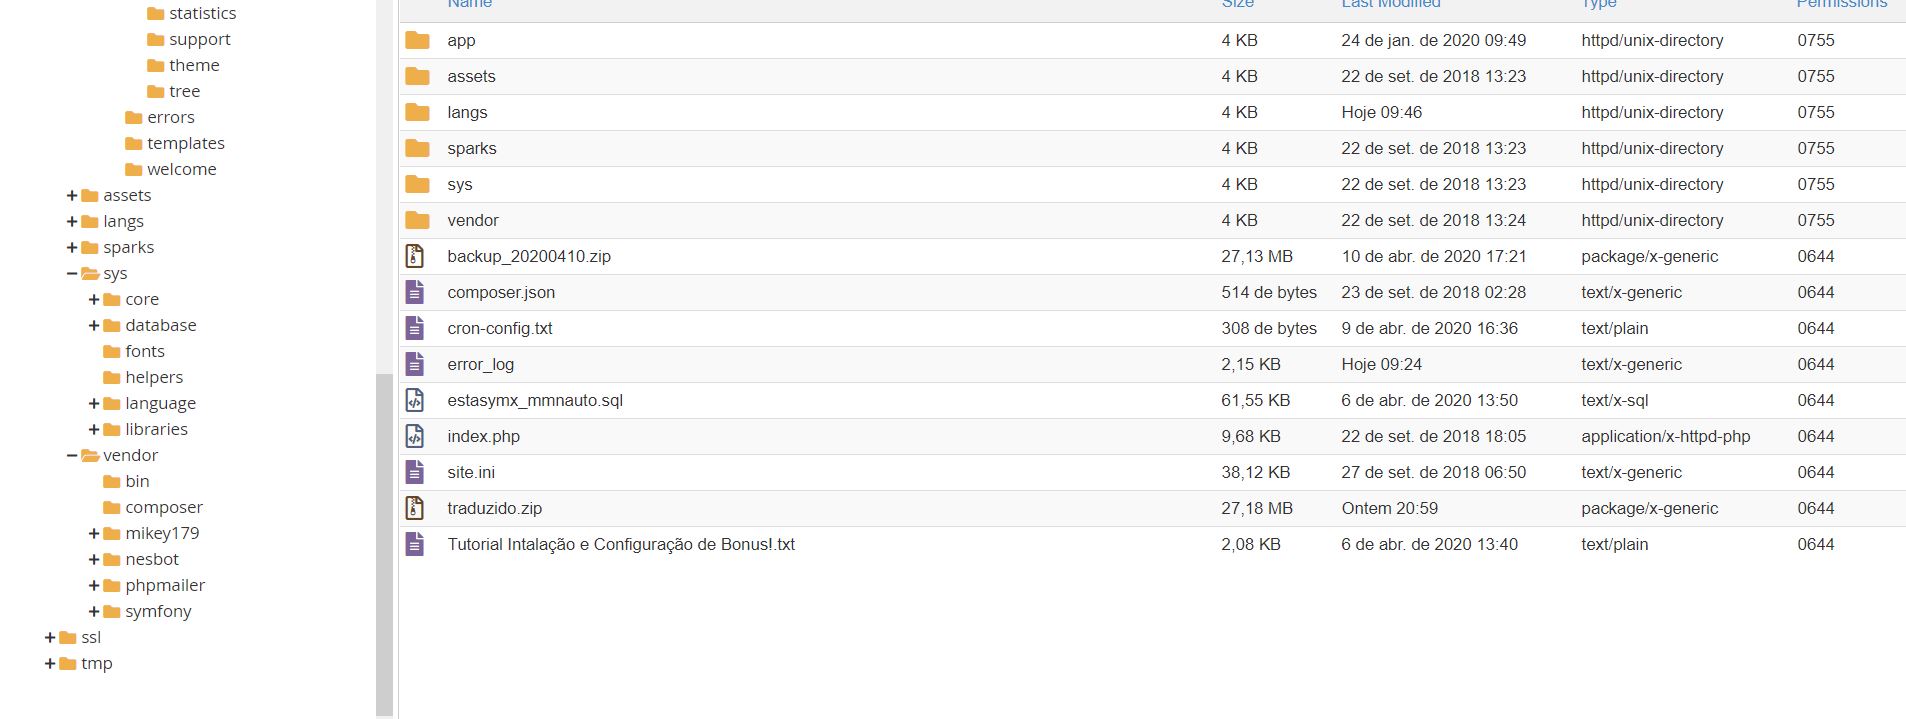 statistics
support
theme
tree
errors
templates
welcome
assets
langs
sparks
sys
core
database
fonts
helpers
language
libraries
vendor
bin
composer
mikey179
nesbot
phpmailer
symfony
ssl
tmp
Name Size Last Modified Type Permissions
app 4 KB 24 de jan. de 2020 09:49 httpd/unix-directory 0755
assets 4 KB 22 de set. de 2018 13:23 httpd/unix-directory 0755
langs 4 KB Hoje 09:46 httpd/unix-directory 0755
sparks 4 KB 22 de set. de 2018 13:23 httpd/unix-directory 0755
sys 4 KB 22 de set. de 2018 13:23 httpd/unix-directory 0755
vendor 4 KB 22 de set. de 2018 13:24 httpd/unix-directory 0755
backup_20200410.zip 27,13 MB 10 de abr. de 2020 17:21 package/x-generic 0644
composer.json 514 de bytes 23 de set. de 2018 02:28 text/x-generic 0644
cron-config.txt 308 de bytes 9 de abr. de 2020 16:36 text/plain 0644
error_log 2,15 KB Hoje 09:24 text/x-generic 0644
estasymx_mmnauto.sql 61,55 KB 6 de abr. de 2020 13:50 text/x-sql 0644
index.php 9,68 KB 22 de set. de 2018 18:05 application/x-httpd-php 0644
site.ini 38,12 KB 27 de set. de 2018 06:50 text/x-generic 0644
traduzido.zip 27,18 MB Ontem 20:59 package/x-generic 0644
Tutorial Intalação e Configuração de Bonus!.txt 2,08 KB 6 de abr. de 2020 13:40 text/plain 0644